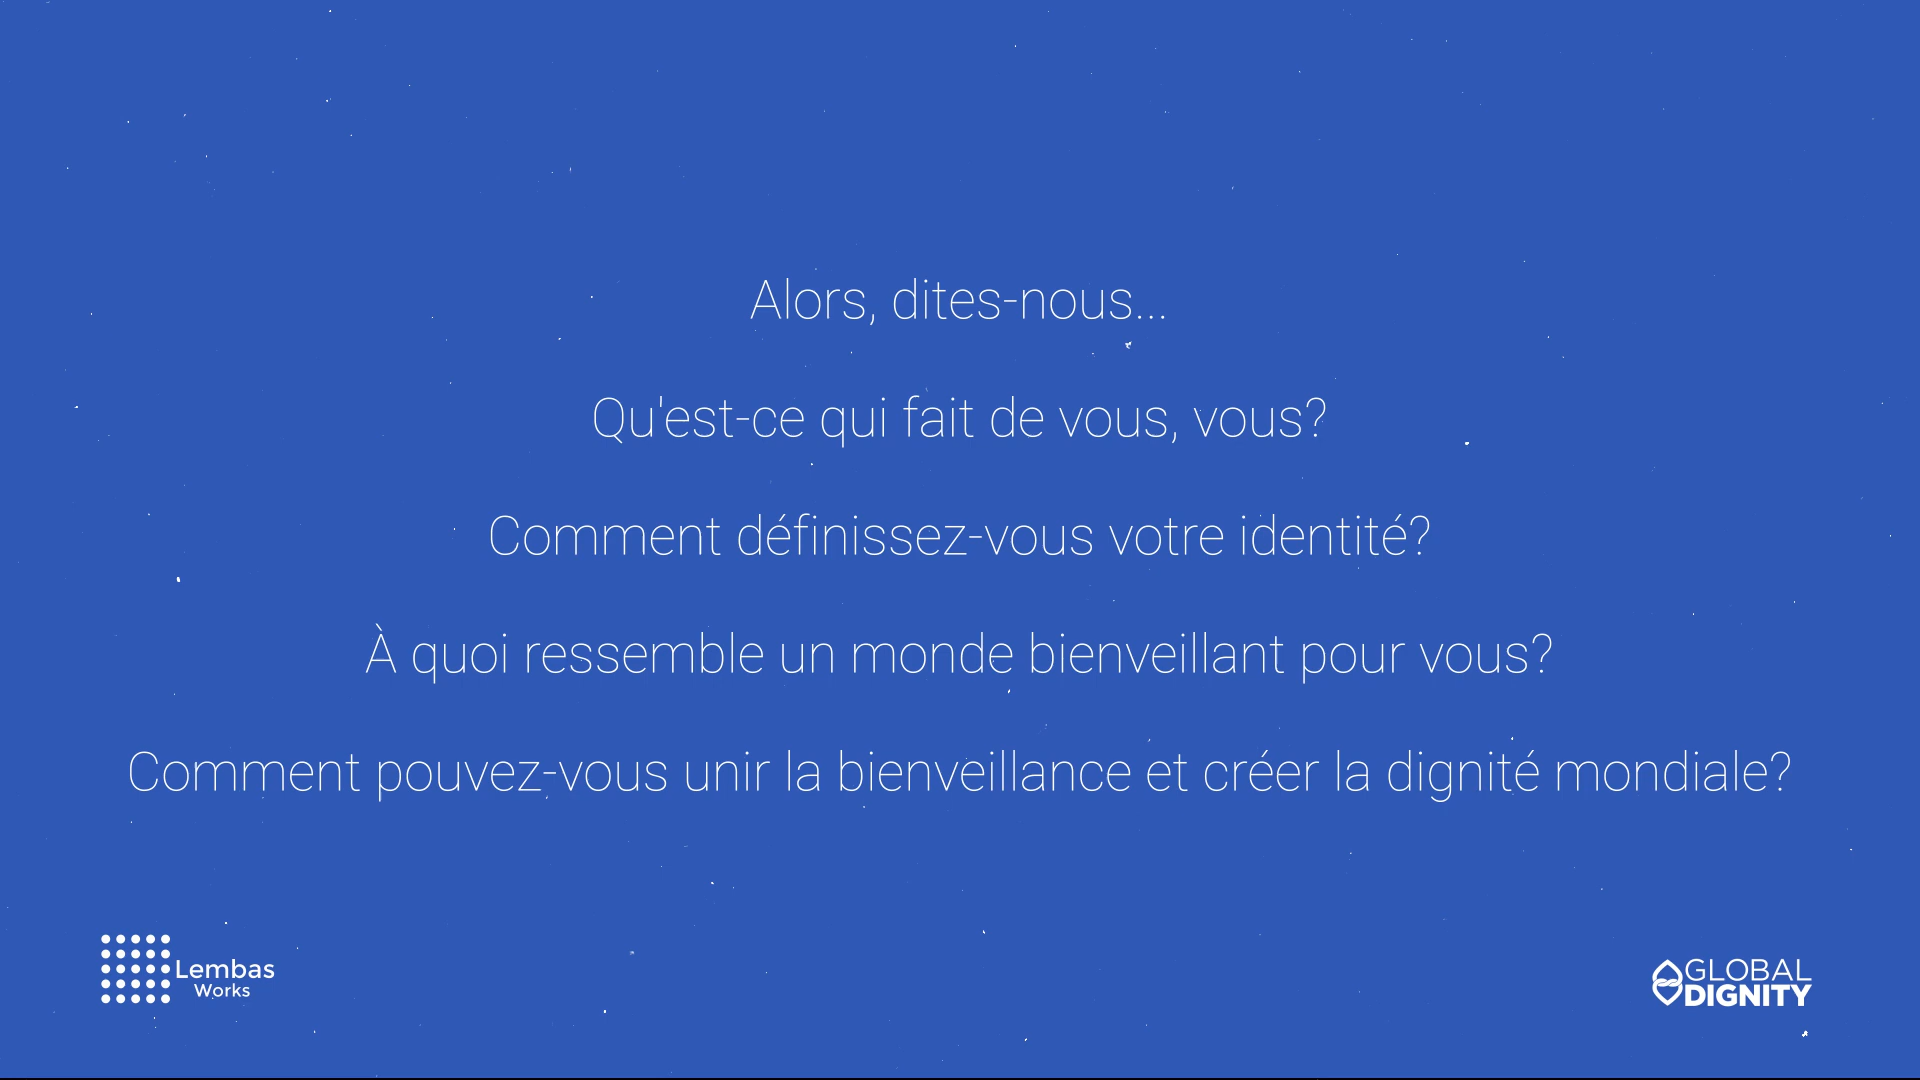 Alors, dites-nous...
Qu'est-ce qui fait de vous, vous?
Comment définissez-vous votre identité?
À quoi ressemble un monde bienveillant pour vous?
Comment pouvez-vous unir la bienveillance et créer la dignité mondiale?
Lembas
Works
GLOBAL
DIGNITY